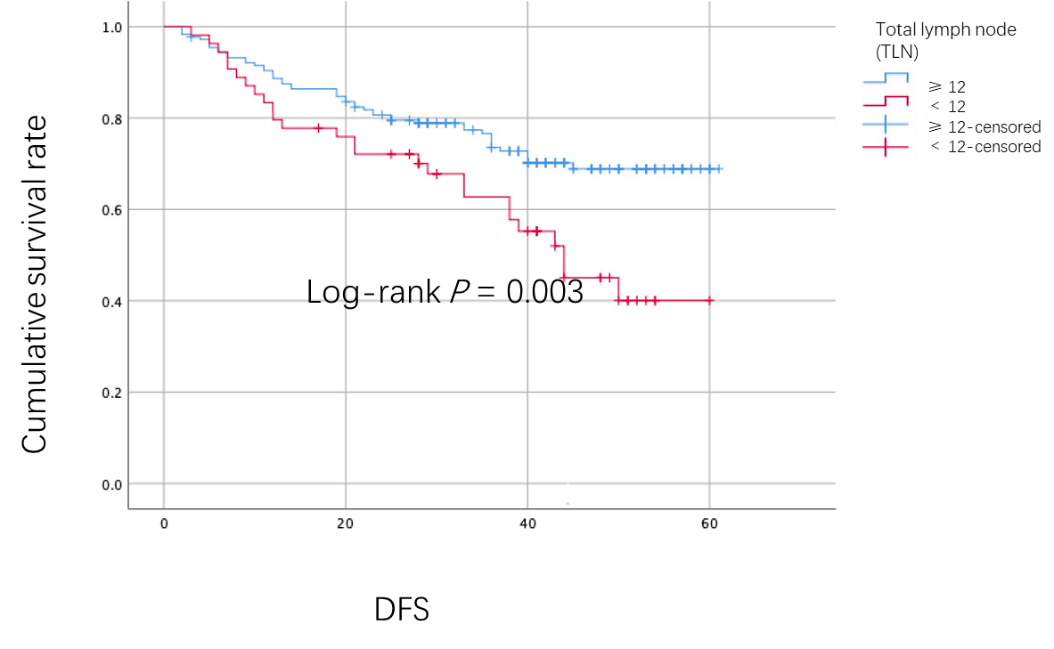 Cumulative survival rate
1.0
0.8
0.6
0.4
0.2
0.0
0 20 40 60
DFS
Log-rank P = 0.003
Total lymph node
(TLN)
⩾ 12
< 12
⩾ 12-censored
< 12-censored